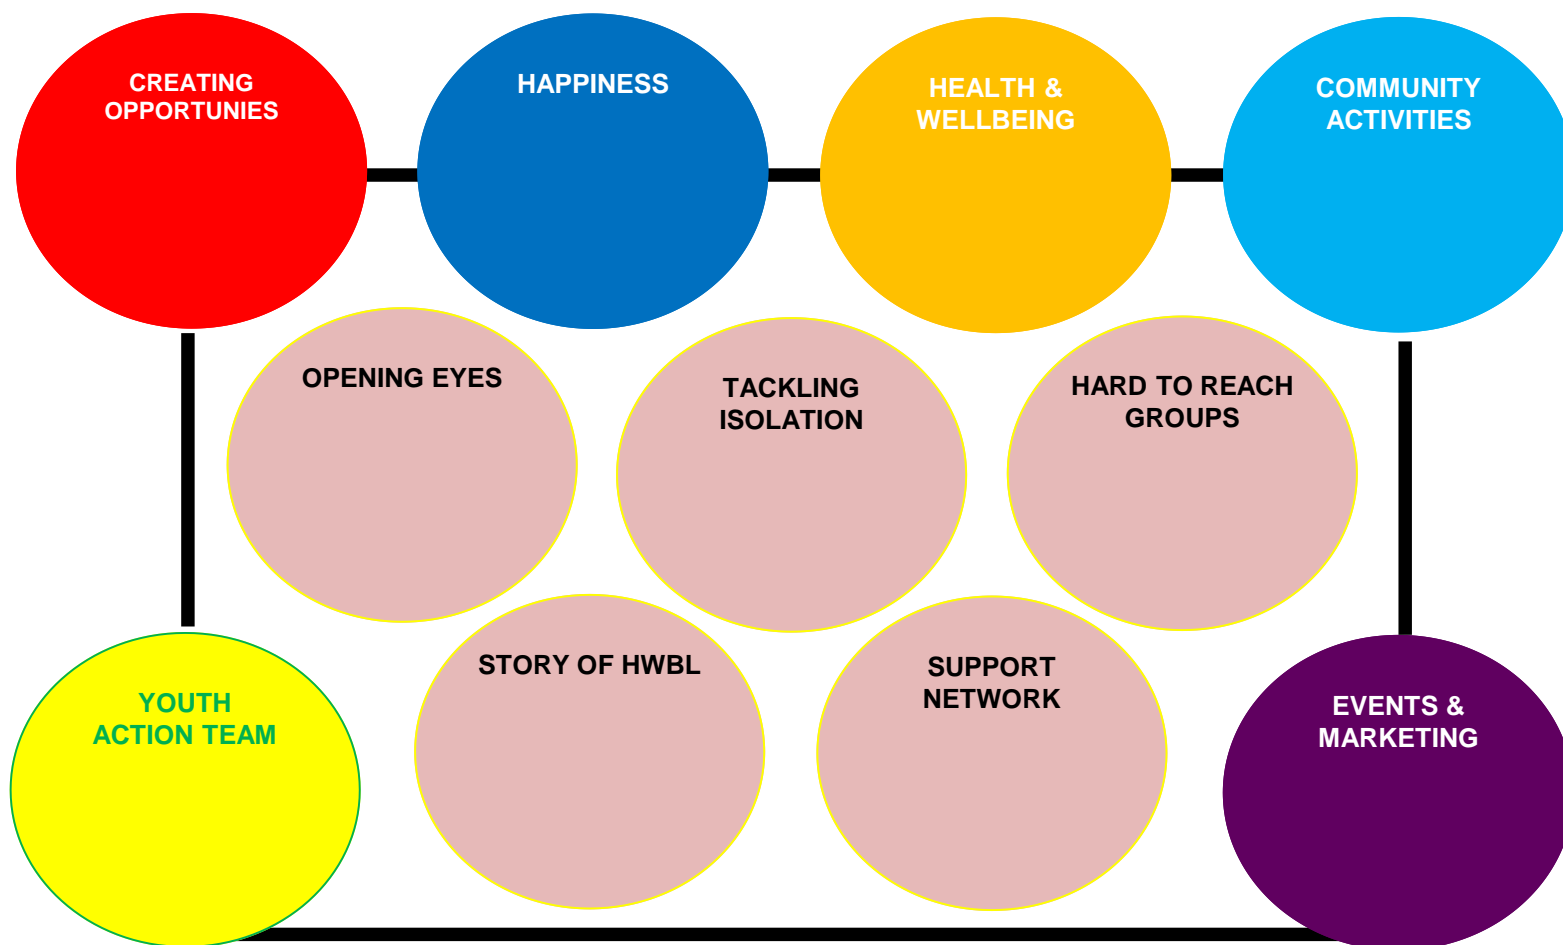 CREATING
OPPORTUNIES
HAPPINESS
HEALTH &
WELLBEING
COMMUNITY
ACTIVITIES
OPENING EYES
TACKLING
ISOLATION
HARD TO REACH
GROUPS
YOUTH
ACTION TEAM
STORY OF HWBL
SUPPORT
NETWORK
EVENTS &
MARKETING